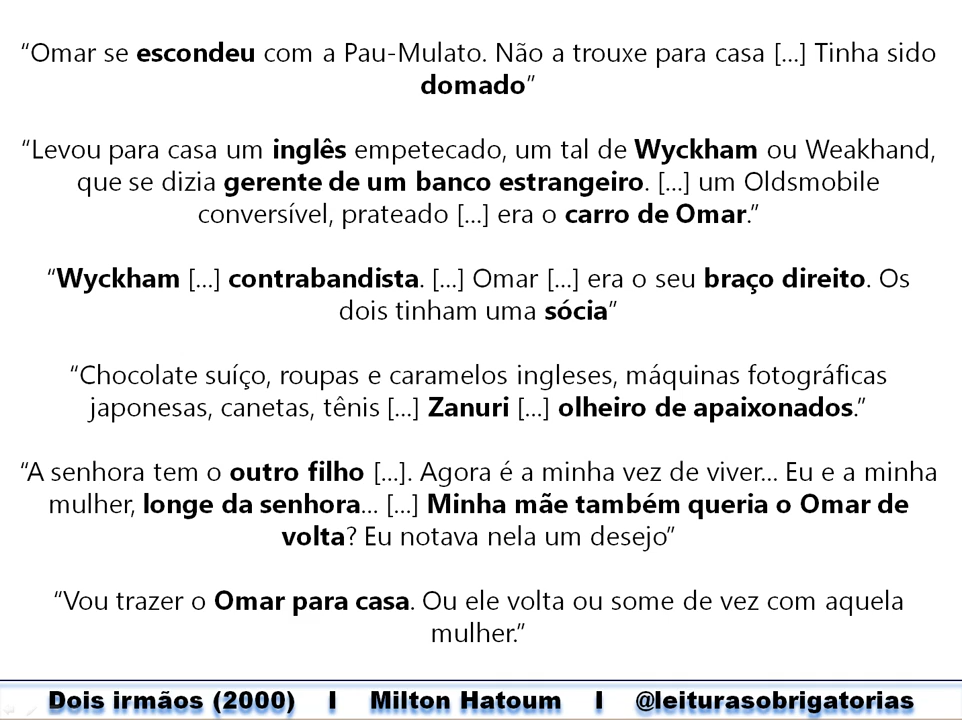 “Omar se escondeu com a Pau-Mulato. Não a trouxe para casa [...] Tinha sido
domado”
“Levou para casa um inglês empetecado, um tal de Wyckham ou Weakhand,
que se dizia gerente de um banco estrangeiro. [...] um Oldsmobile
conversível, prateado [...] era o carro de Omar.”
“Wyckham [...] contrabandista. [...] Omar [...] era o seu braço direito. Os
dois tinham uma sócia”
“Chocolate suíço, roupas e caramelos ingleses, máquinas fotográficas
japonesas, canetas, tênis [...] Zanuri [...] olheiro de apaixonados.”
“A senhora tem o outro filho [...]. Agora é a minha vez de viver... Eu e a minha
mulher, longe da senhora... [...] Minha mãe também queria o Omar de
volta? Eu notava nela um desejo”
“Vou trazer o Omar para casa. Ou ele volta ou some de vez com aquela
mulher.”
Dois irmãos (2000) I Milton Hatoum I @leiturasobrigatorias